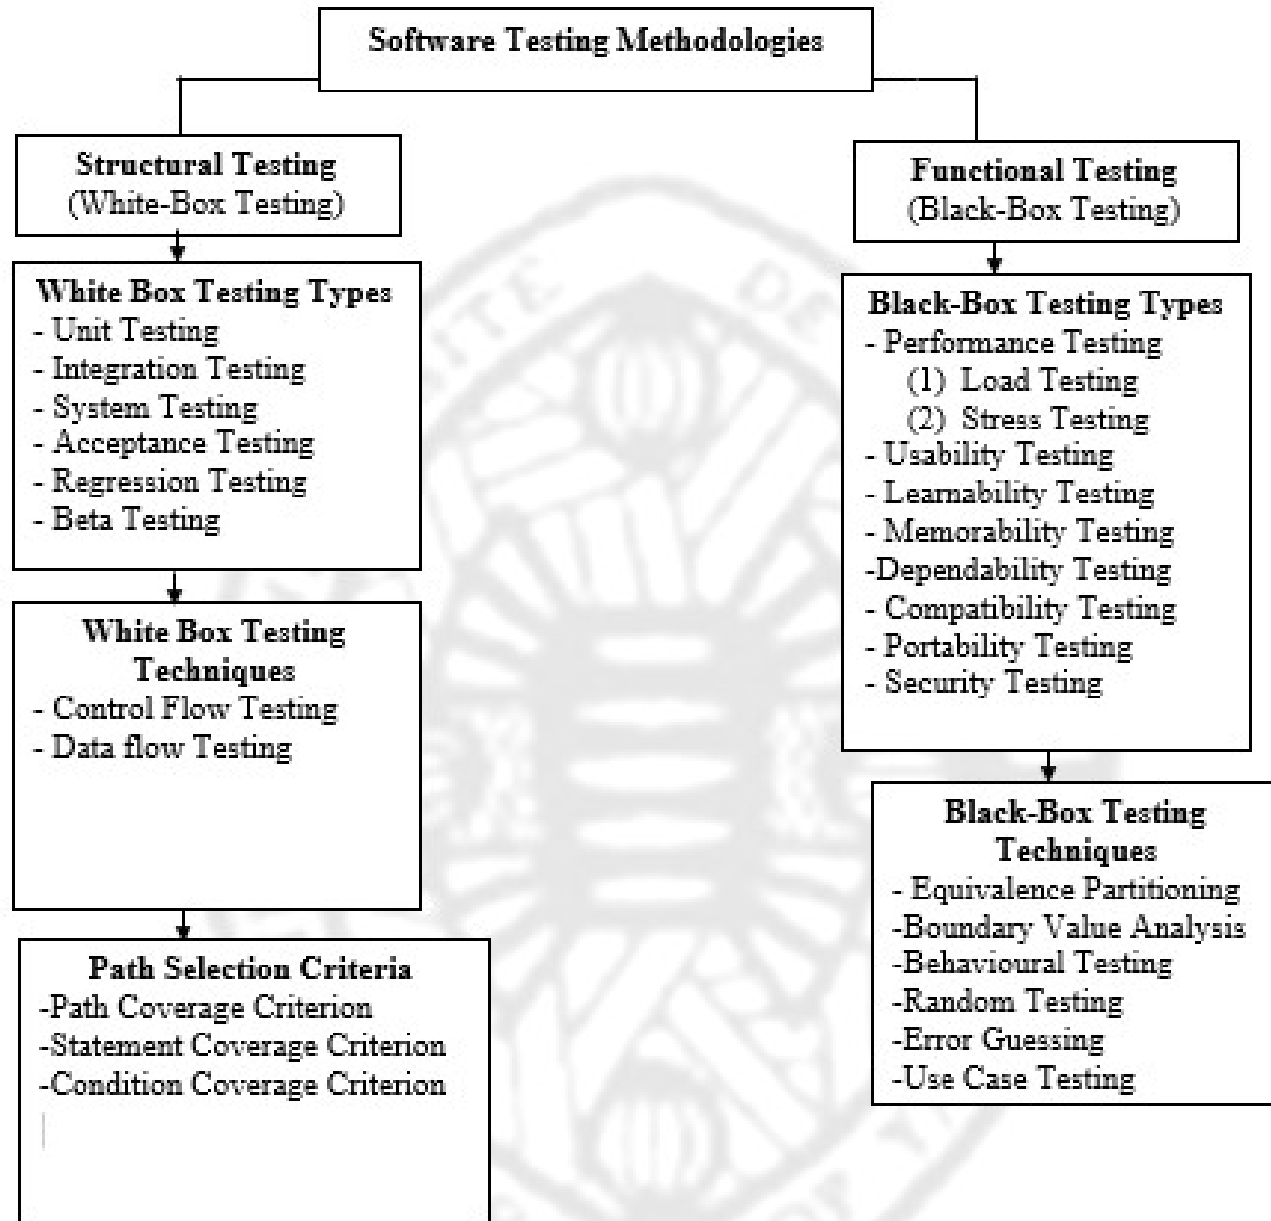 Software Testing Methodologies
Structural Testing
(White-Box Testing)
White Box Testing Types
- Unit Testing
- Integration Testing
- System Testing
- Acceptance Testing
- Regression Testing
- Beta Testing
White Box Testing
Techniques
- Control Flow Testing
- Data flow Testing
Path Selection Criteria
-Path Coverage Criterion
-Statement Coverage Criterion
-Condition Coverage Criterion
Functional Testing
(Black-Box Testing)
Black-Box Testing Types
- Performance Testing
(1) Load Testing
(2) Stress Testing
- Usability Testing
- Learnability Testing
- Memorability Testing
-Dependability Testing
- Compatibility Testing
- Portability Testing
- Security Testing
Black-Box Testing
Techniques
- Equivalence Partitioning
-Boundary Value Analysis
-Behavioural Testing
-Random Testing
-Error Guessing
-Use Case Testing